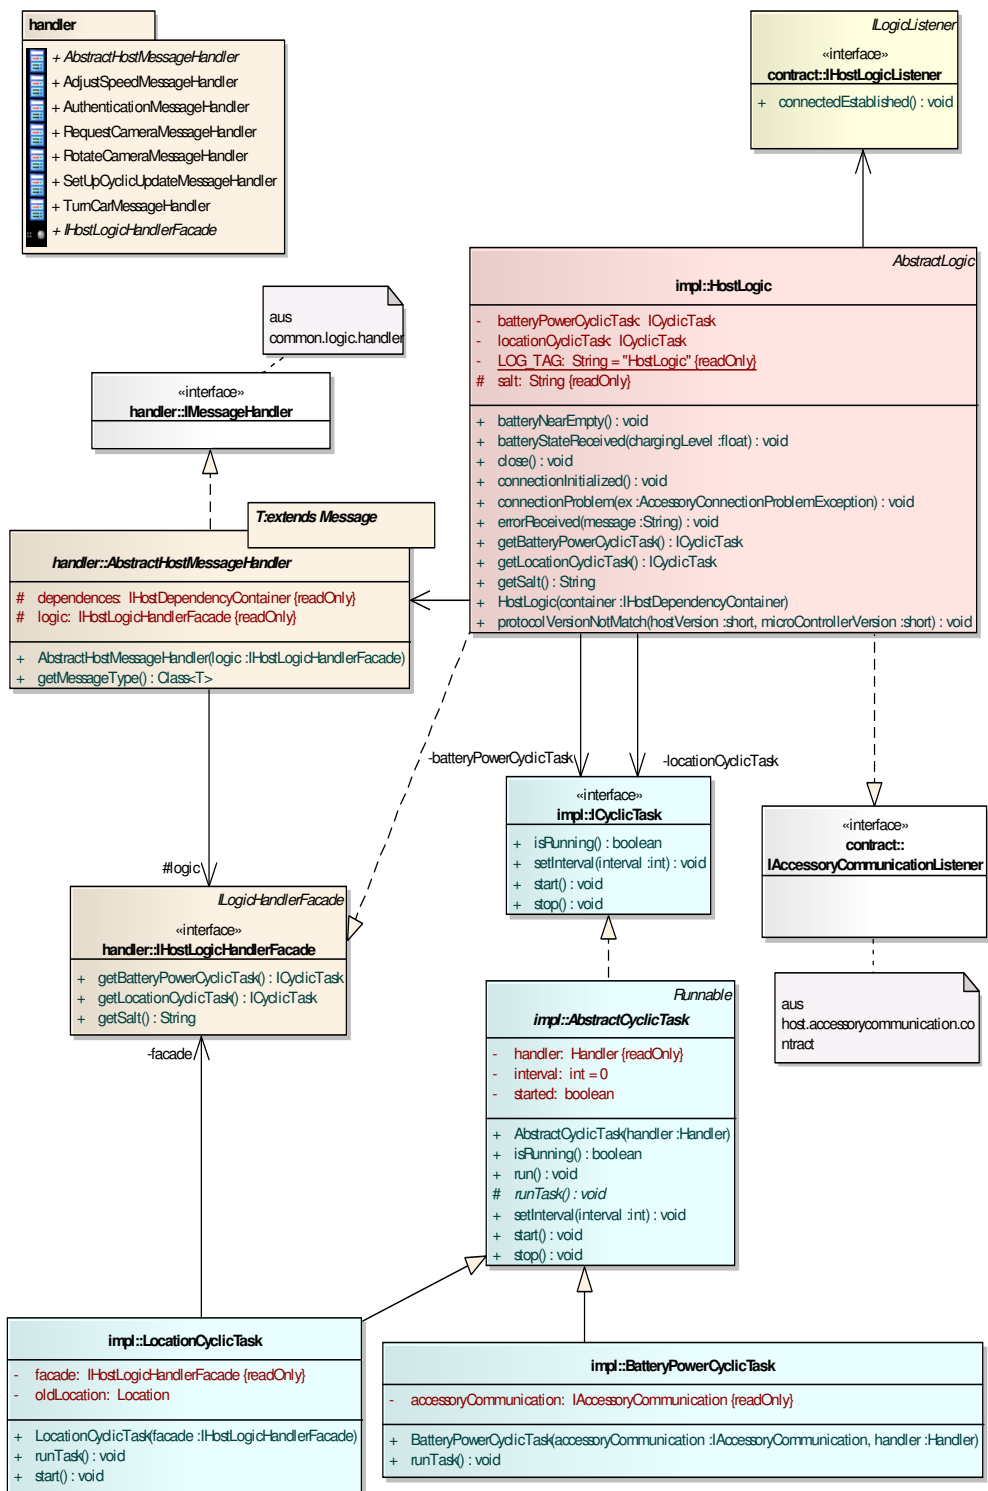 handler
+ AbstractHostMessageHandler
+ AdjustSpeedMessageHandler
+ AuthenticationMessageHandler
+ RequestCameraMessageHandler
+ RotateCameraMessageHandler
+ SetUpCyclicUpdateMessageHandler
+ TurnCarMessageHandler
+ IHostLogicHandlerFacade
ILogicListener
«interface»
contract::IHostLogicListener
+ connectedEstablished() : void
AbstractLogic
impl::HostLogic
- batteryPowerCyclicTask: ICyclicTask
- locationCyclicTask: ICyclicTask
- LOG_TAG: String = "HostLogic" {readOnly}
# salt: String {readOnly}
+ batteryNearEmpty() : void
+ batteryStateReceived(chargingLevel :float) : void
+ close() : void
+ connectionInitialized() : void
+ connectionProblem(ex :AccessoryConnectionProblemException) : void
+ errorReceived(message :String) : void
+ getBatteryPowerCyclicTask() : ICyclicTask
+ getLocationCyclicTask() : ICyclicTask
+ getSalt() : String
+ HostLogic(container :IHostDependencyContainer)
+ protocolVersionNotMatch(hostVersion :short, microControllerVersion :short) : void
aus
common.logic.handler
«interface»
handler::IMessageHandler
T:extends Message
handler::AbstractHostMessageHandler
# dependences: IHostDependencyContainer {readOnly}
# logic: IHostLogicHandlerFacade {readOnly}
+ AbstractHostMessageHandler(logic :IHostLogicHandlerFacade)
+ getMessageType() : Class<T>
-batteryPowerCyclicTask
-locationCyclicTask
«interface»
impl::ICyclicTask
+ isRunning() : boolean
+ setInterval(interval :int) : void
+ start() : void
+ stop() : void
«interface»
contract::
IAccessoryCommunicationListener
#logic
ILogicHandlerFacade
«interface»
handler::IHostLogicHandlerFacade
+ getBatteryPowerCyclicTask() : ICyclicTask
+ getLocationCyclicTask() : ICyclicTask
+ getSalt() : String
-facade
aus
host.accessorycommunication.co
ntract
Runnable
impl::AbstractCyclicTask
- handler: Handler {readOnly}
- interval: int = 0
- started: boolean
+ AbstractCyclicTask(handler :Handler)
+ isRunning() : boolean
+ run() : void
# runTask() : void
+ setInterval(interval :int) : void
+ start() : void
+ stop() : void
impl::LocationCyclicTask
- facade: IHostLogicHandlerFacade {readOnly}
- oldLocation: Location
+ LocationCyclicTask(facade :IHostLogicHandlerFacade)
+ runTask() : void
+ start() : void
impl::BatteryPowerCyclicTask
- accessoryCommunication: IAccessoryCommunication {readOnly}
+ BatteryPowerCyclicTask(accessoryCommunication :IAccessoryCommunication, handler :Handler)
+ runTask() : void